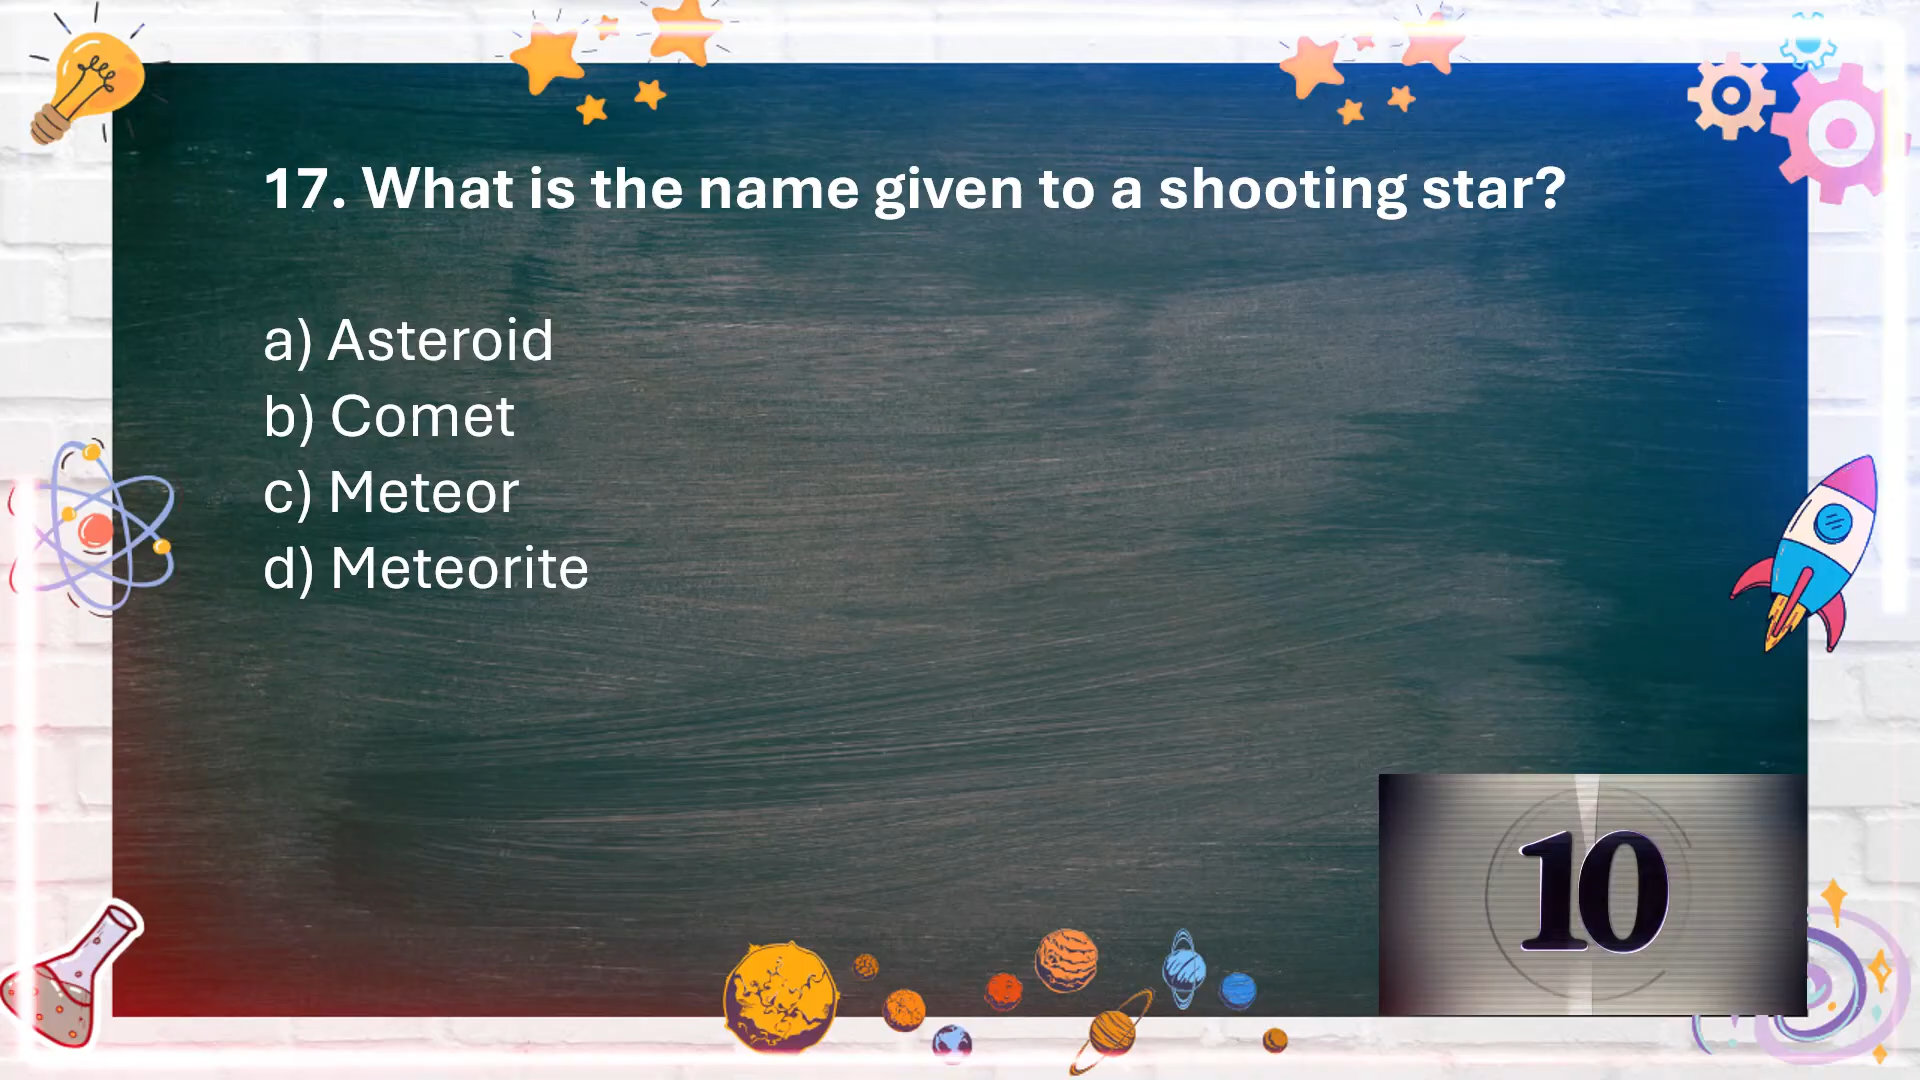 17. What is the name given to a shooting star?
a) Asteroid
b) Comet
c) Meteor
d) Meteorite
10